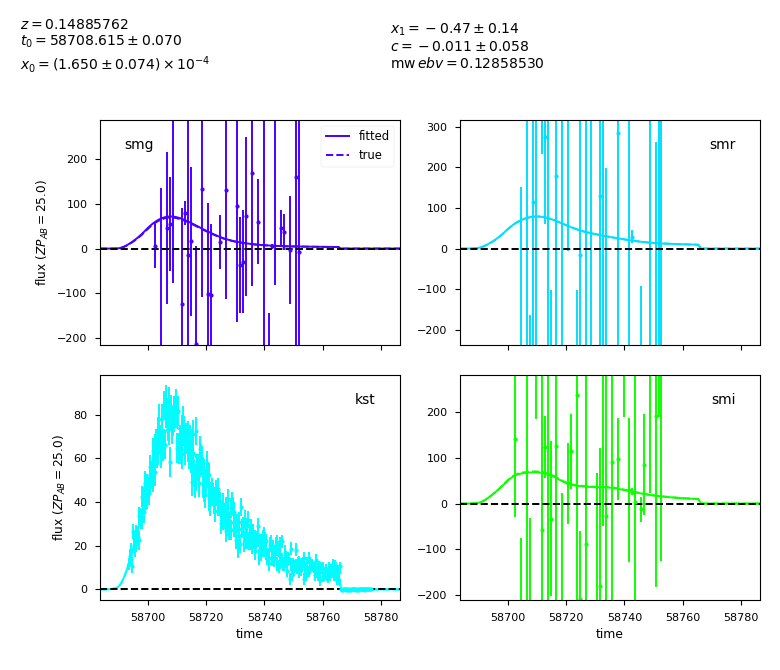 z = 0.14885762
t₀ = 58708.615 ± 0.070
x₀ = (1.650 ± 0.074) × 10⁻⁴
x₁ = −0.47 ± 0.14
c = −0.011 ± 0.058
mw ebv = 0.12858530
smg
fitted
true
flux (ZP_AB = 25.0)
200
100
0
−100
−200
smr
300
200
100
0
−100
−200
kst
flux (ZP_AB = 25.0)
80
60
40
20
0
58700 58720 58740 58760 58780
time
smi
200
100
0
−100
−200
58700 58720 58740 58760 58780
time